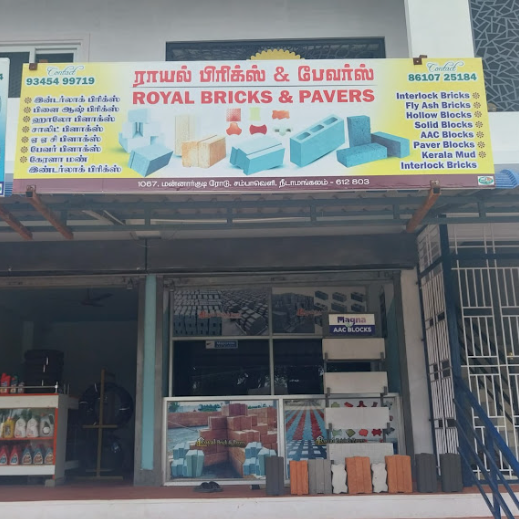 Contact
93454 99719
ராயல் பிரிக்ஸ் & பேவர்ஸ்
ROYAL BRICKS & PAVERS
Contact
86107 25184
இண்டர்லாக் பிரிக்ஸ்
பிளை ஆஷ் பிரிக்ஸ்
ஹாலோ பிளாக்ஸ்
சாலிட் பிளாக்ஸ்
ஏ ஏ சி பிளாக்ஸ்
பேவர் பிளாக்ஸ்
கேரளா மண்
இண்டர்லாக் பிரிக்ஸ்
Interlock Bricks
Fly Ash Bricks
Hollow Blocks
Solid Blocks
AAC Blocks
Paver Blocks
Kerala Mud
Interlock Bricks
1067, மன்னார்குடி ரோடு, சம்பாவெளி, நீடாமங்கலம் - 612 803
Magna
AAC BLOCKS